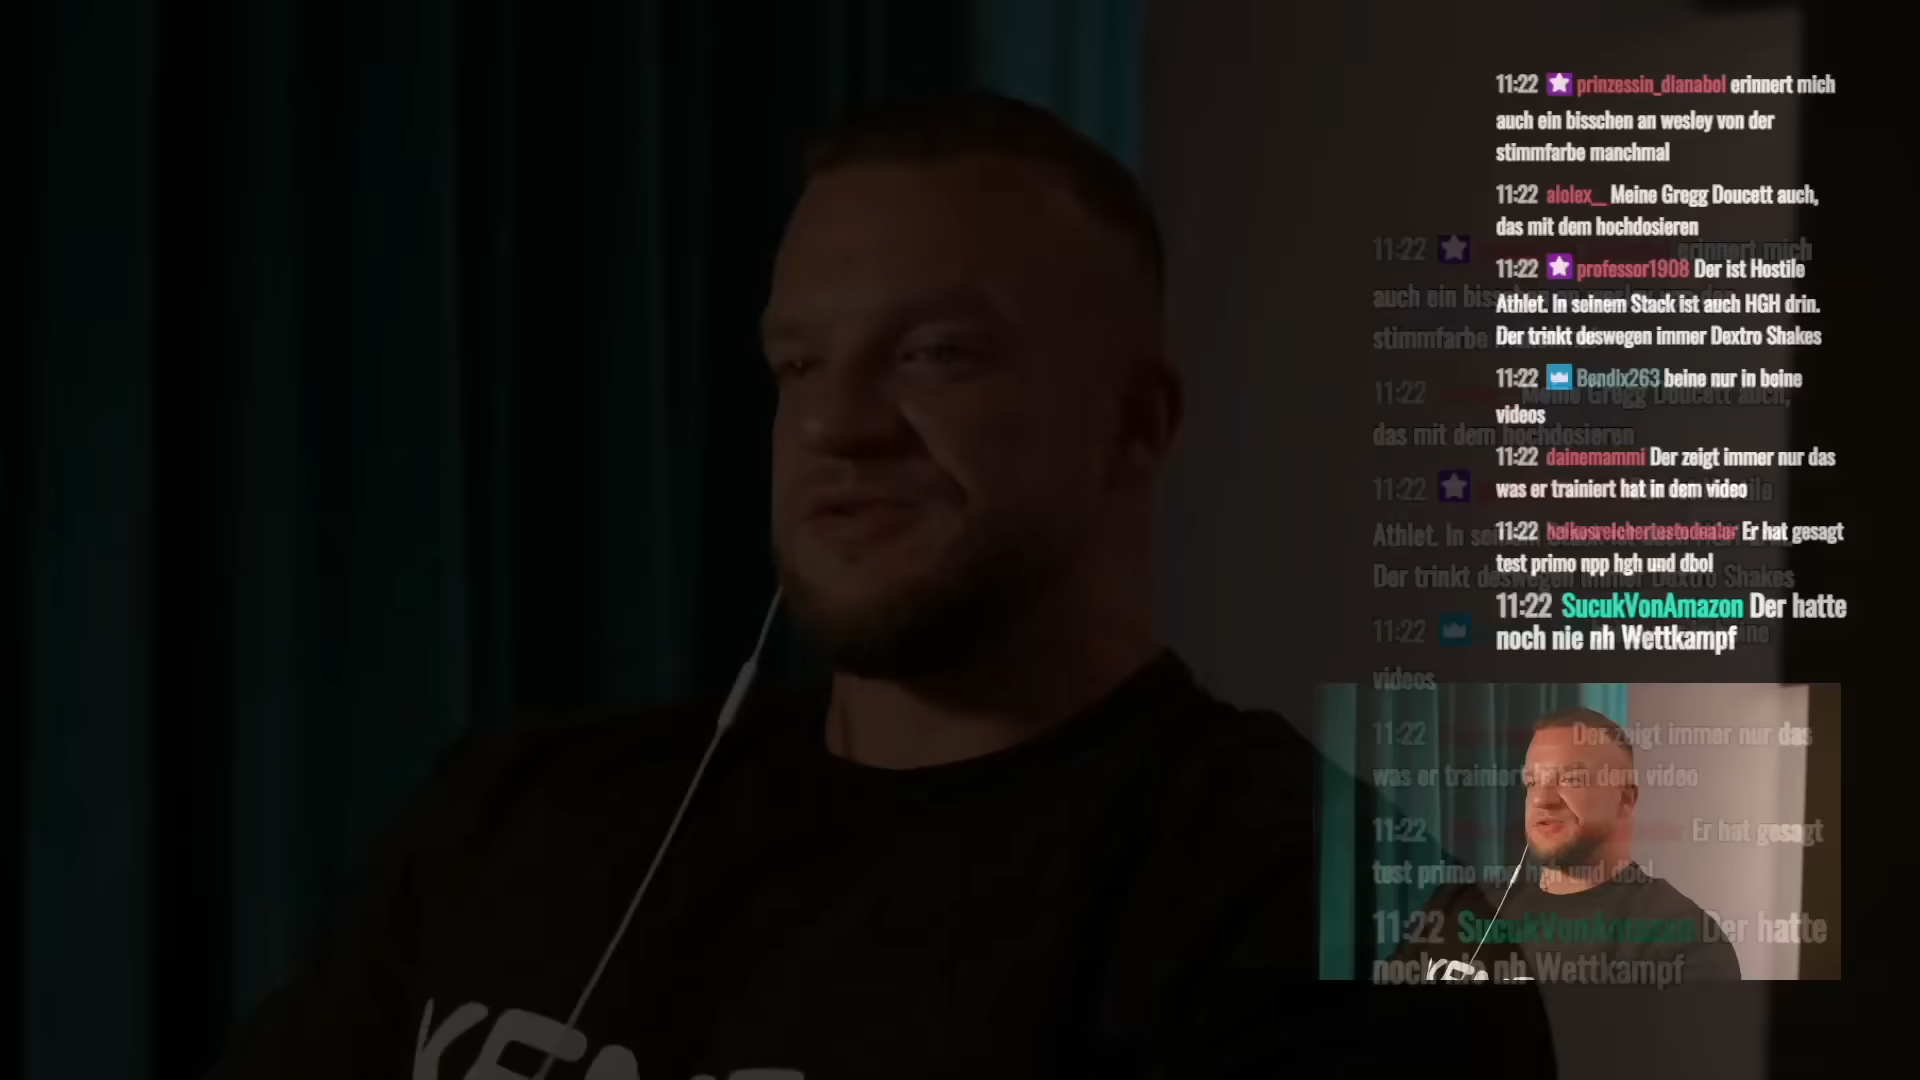 11:22 prinzessin_dianabol erinnert mich
auch ein bisschen an wesley von der
stimmfarbe manchmal
11:22 alolex__ Meine Gregg Doucett auch,
das mit dem hochdosieren
11:22 professor1908 Der ist Hostile
Athlet. In seinem Stack ist auch HGH drin.
Der trinkt deswegen immer Dextro Shakes
11:22 Bendix263 beine nur in beine
videos
11:22 dainemammi Der zeigt immer nur das
was er trainiert hat in dem video
11:22 heikosreichertestodealer Er hat gesagt
test primo npp hgh und dbol
11:22 SucukVonAmazon Der hatte
noch nie nh Wettkampf